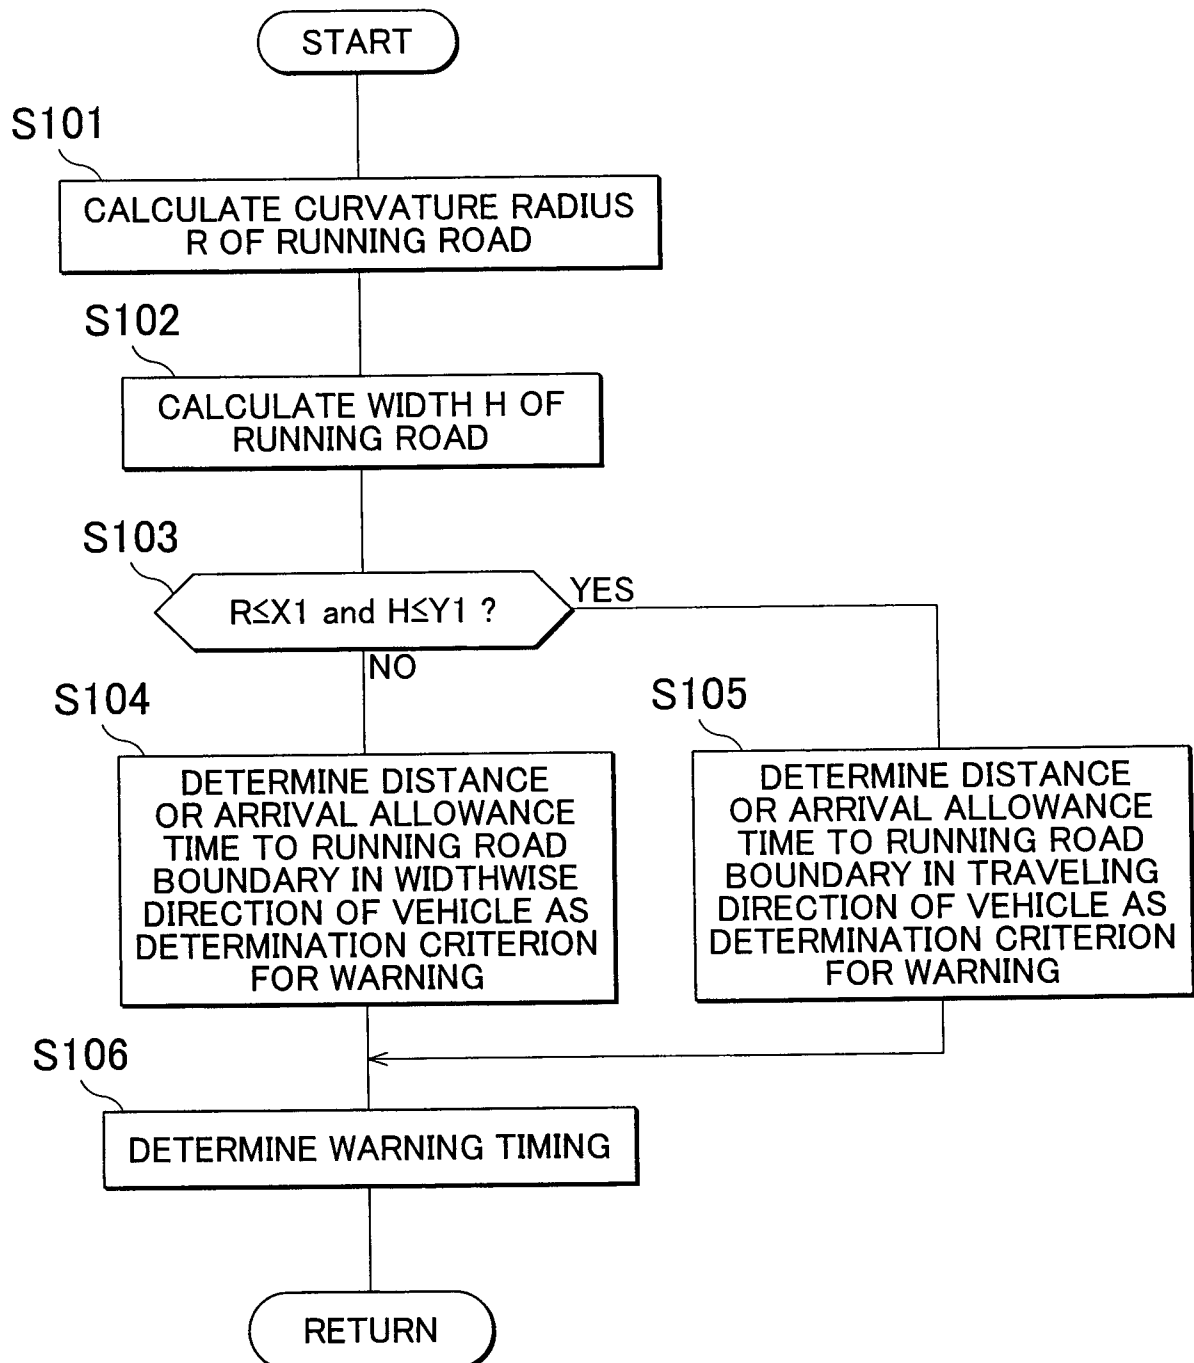 START
S101
CALCULATE CURVATURE RADIUS
R OF RUNNING ROAD
S102
CALCULATE WIDTH H OF
RUNNING ROAD
S103
R≤X1 and H≤Y1 ?
YES
NO
S104
DETERMINE DISTANCE
OR ARRIVAL ALLOWANCE
TIME TO RUNNING ROAD
BOUNDARY IN WIDTHWISE
DIRECTION OF VEHICLE AS
DETERMINATION CRITERION
FOR WARNING
S105
DETERMINE DISTANCE
OR ARRIVAL ALLOWANCE
TIME TO RUNNING ROAD
BOUNDARY IN TRAVELING
DIRECTION OF VEHICLE AS
DETERMINATION CRITERION
FOR WARNING
S106
DETERMINE WARNING TIMING
RETURN